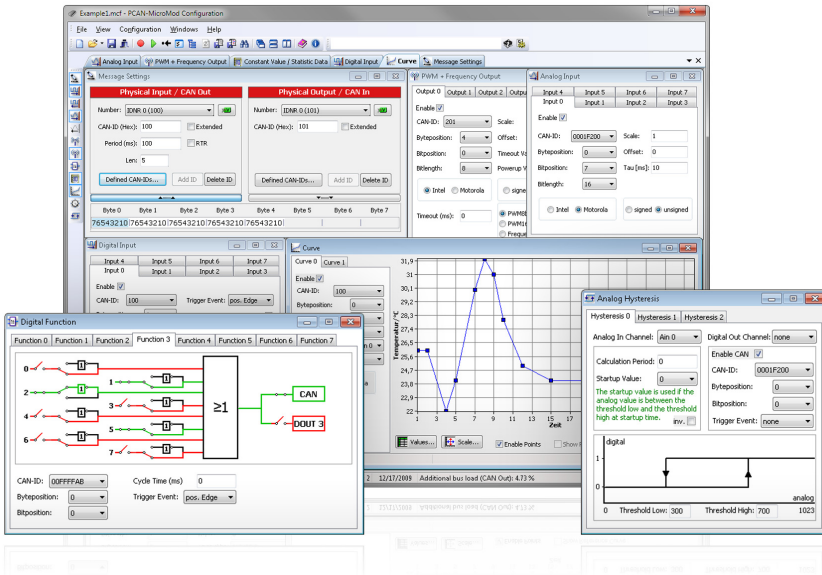 Example1.mcf - PCAN-MicroMod Configuration
File View Configuration Windows Help
Analog Input PWM + Frequency Output Constant Value / Statistic Data Digital Input Curve Message Settings
Message Settings
Physical Input / CAN Out
Number: IDNR 0 (100)
CAN-ID (Hex): 100 Extended
Period (ms): 100 RTR
Len: 5
Defined CAN-IDs... Add ID Delete ID
Physical Output / CAN In
Number: IDNR 0 (101)
CAN-ID (Hex): 101 Extended
Defined CAN-IDs... Add ID Delete ID
Byte 0 Byte 1 Byte 2 Byte 3 Byte 4 Byte 5 Byte 6 Byte 7
76543210 76543210 76543210 76543210 76543210
PWM + Frequency Output
Output 0 Output 1 Output 2 Outpu
Enable
CAN-ID: 201 Scale:
Byteposition: 4 Offset:
Bitposition: 0 Timeout Va
Bitlength: 8 Powerup V
Intel Motorola signe
Timeout (ms): 0 PWM8B
PWM1
Freque
Analog Input
Input 4 Input 5 Input 6 Input 7
Input 0 Input 1 Input 2 Input 3
Enable
CAN-ID: 0001F200 Scale: 1
Byteposition: 0 Offset: 0
Bitposition: 7 Tau [ms]: 10
Bitlength: 16
Intel Motorola signed unsigned
Digital Input
Input 4 Input 5 Input 6 Input 7
Input 0 Input 1 Input 2 Input 3
Enable
CAN-ID: 100 Trigger Event: pos. Edge
Curve
Curve 0 Curve 1
Enable
CAN-ID: 100
Byteposition: 0
Temperatur/°C
31,9
31
30,1
29,2
28,3
27,4
26,5
25,6
24,7
23,8
22,9
22
1 3 5 7 9 11 13 15 17
Zeit
Values... Scale... Enable Points Show
2 12/17/2009 Additional bus load (CAN Out): 4.73 %
Digital Function
Function 0 Function 1 Function 2 Function 3 Function 4 Function 5 Function 6 Function 7
0
1
2
3
4
5
6
7
≥1
CAN
DOUT 3
CAN-ID: 00FFFFAB Cycle Time (ms) 0
Byteposition: 0 Trigger Event: pos. Edge
Bitposition: 0
Analog Hysteresis
Hysteresis 0 Hysteresis 1 Hysteresis 2
Analog In Channel: Ain 0 Digital Out Channel: none
Calculation Period: 0
Startup Value: 0
The startup value is used if the
analog value is between the
threshold low and the threshold
high at startup time.
inv.
Enable CAN
CAN-ID: 0001F200
Byteposition: 0
Bitposition: 0
Trigger Event: none
digital
1
0
analog
0 Threshold Low: 300 Threshold High: 700 1023